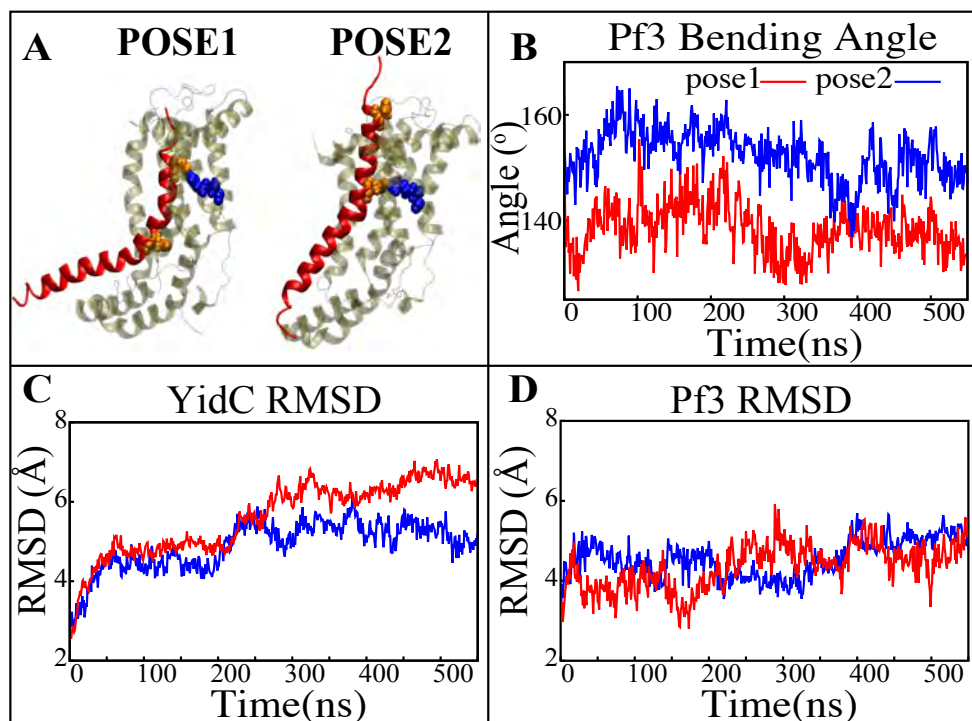 A
POSE1 POSE2
B
Pf3 Bending Angle
pose1 pose2
Angle (°)
160
140
0 100 200 300 400 500
Time(ns)
C
YidC RMSD
RMSD (Å)
8
6
4
2
0 100 200 300 400 500
Time(ns)
D
Pf3 RMSD
RMSD (Å)
8
6
4
2
0 100 200 300 400 500
Time(ns)